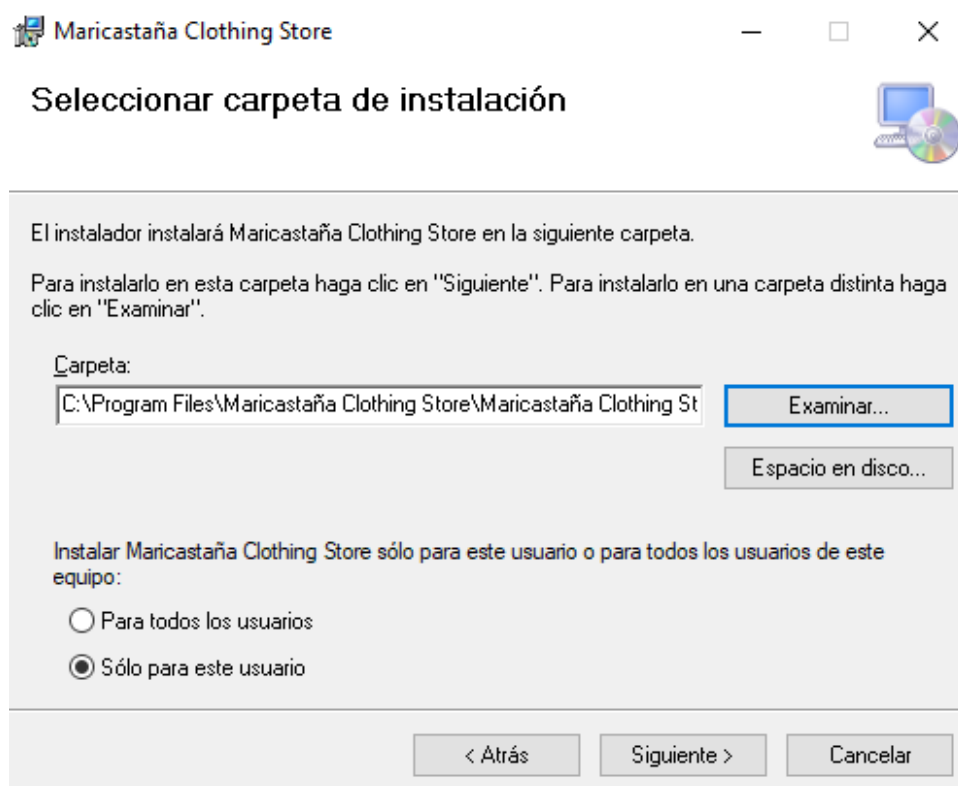 Maricastaña Clothing Store
Seleccionar carpeta de instalación
El instalador instalará Maricastaña Clothing Store en la siguiente carpeta.
Para instalarlo en esta carpeta haga clic en "Siguiente". Para instalarlo en una carpeta distinta haga
clic en "Examinar".
Carpeta:
C:\Program Files\Maricastaña Clothing Store\Maricastaña Clothing St
Examinar...
Espacio en disco...
Instalar Maricastaña Clothing Store sólo para este usuario o para todos los usuarios de este
equipo:
Para todos los usuarios
Sólo para este usuario
< Atrás
Siguiente >
Cancelar